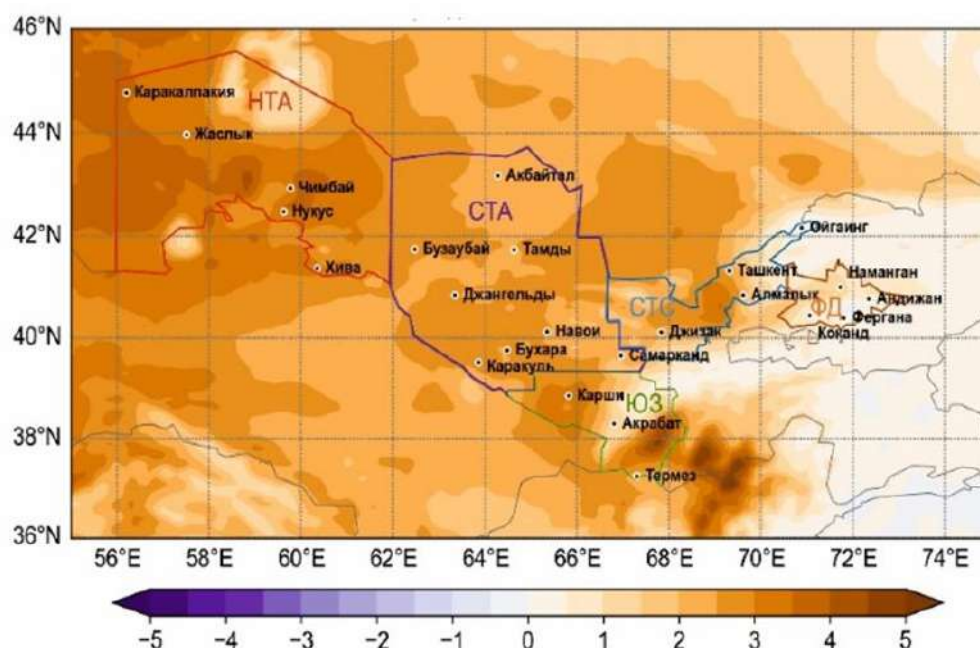 46°N
Каракалпакия
НТА
44°N
Жаслык
Акбайтал
Чимбай
Нукус
СТА
42°N
Ойгаинг
Бузаубай
Тамды
Хива
Ташкент
Наманган
Джангельды
Алмалык
Андижан
СТС
ФД
Фергана
40°N
Навои
Джизак
Коканд
Бухара
Самарканд
Каракуль
Карши
ЮЗ
38°N
Акрабат
Термез
36°N
56°E 58°E 60°E 62°E 64°E 66°E 68°E 70°E 72°E 74°E
−5 −4 −3 −2 −1 0 1 2 3 4 5